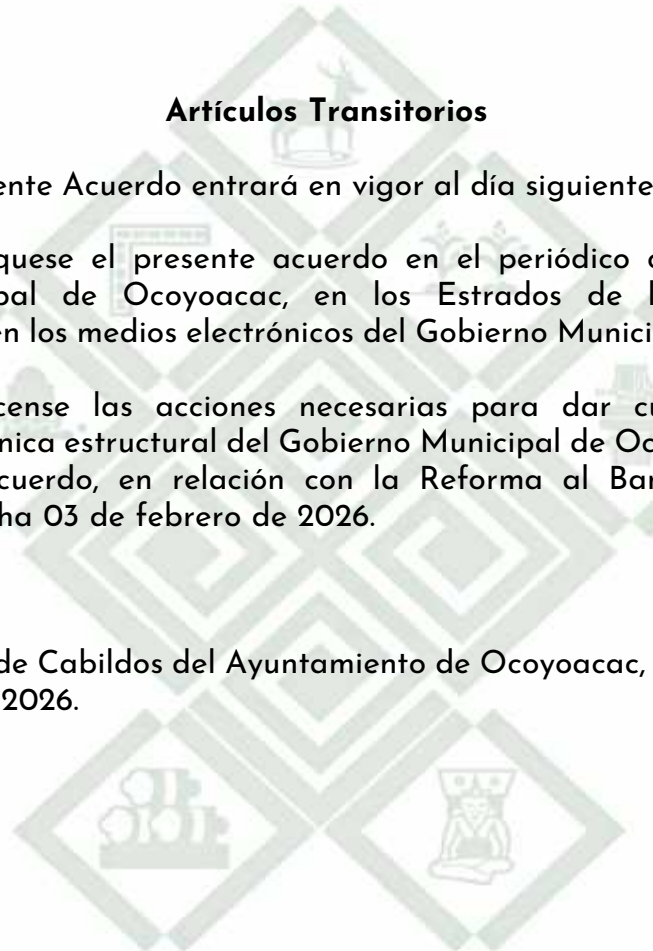 Artículos Transitorios
ente Acuerdo entrará en vigor al día siguiente
quese el presente acuerdo en el periódico
pal de Ocoyoacac, en los Estrados de
en los medios electrónicos del Gobierno Munici
cense las acciones necesarias para dar
nica estructural del Gobierno Municipal de
cuerdo, en relación con la Reforma al
ha 03 de febrero de 2026.
de Cabildos del Ayuntamiento de Ocoyoacac,
2026.